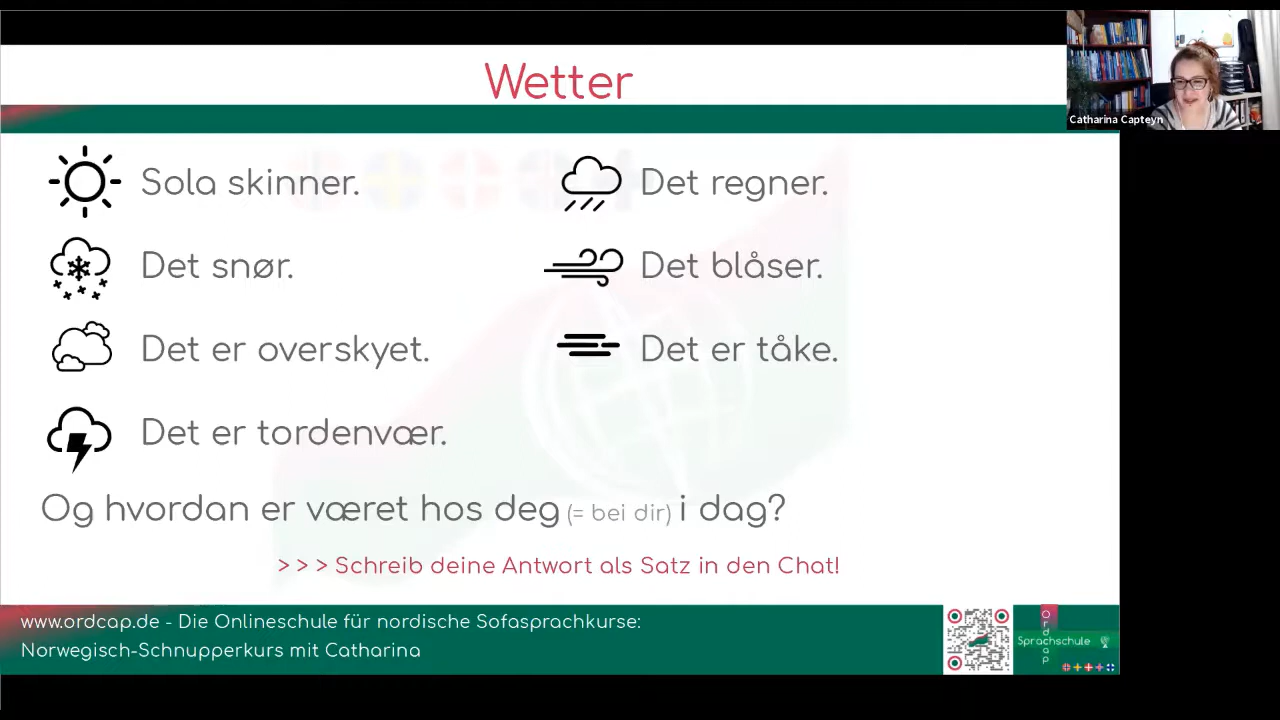 Wetter
Catharina Capteyn
Sola skinner.
Det regner.
Det snør.
Det blåser.
Det er overskyet.
Det er tåke.
Det er tordenvær.
Og hvordan er været hos deg (= bei dir) i dag?
> > > Schreib deine Antwort als Satz in den Chat!
www.ordcap.de - Die Onlineschule für nordische Sofasprachkurse:
Norwegisch-Schnupperkurs mit Catharina
Ordcap
Sprachschule